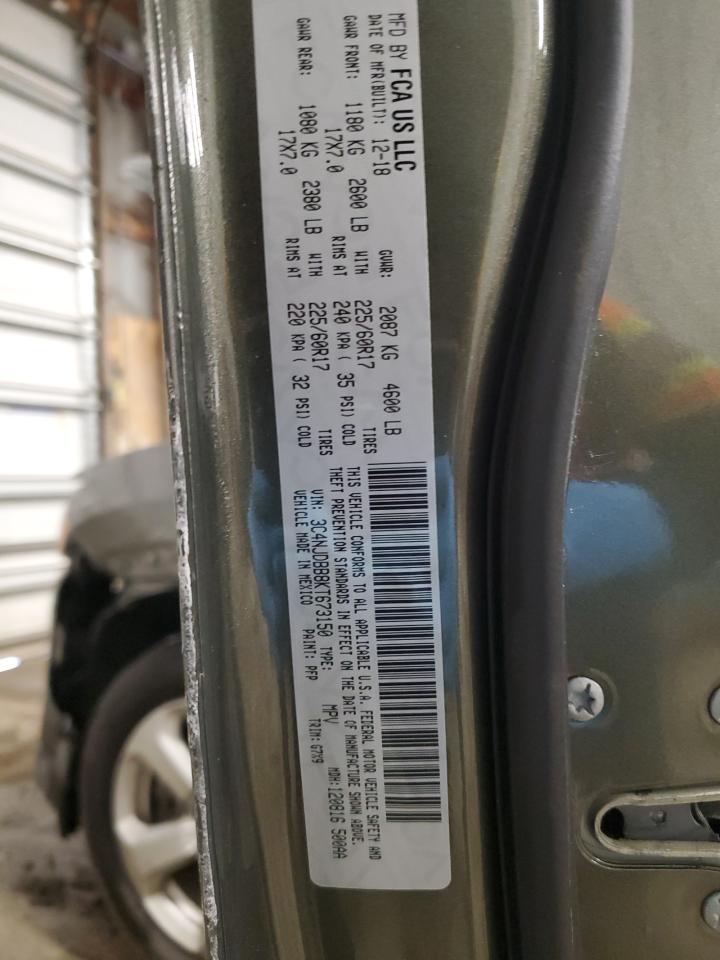 MFD BY FCA US LLC
DATE OF MFR(BUILT): 12-18 GVWR: 2087 KG 4600 LB
GAWR FRONT: 1180 KG 2600 LB WITH 225/60R17 TIRES
17X7.0 RIMS AT 240 KPA ( 35 PSI) COLD
GAWR REAR: 1080 KG 2380 LB WITH 225/60R17 TIRES
17X7.0 RIMS AT 220 KPA ( 32 PSI) COLD
THIS VEHICLE CONFORMS TO ALL APPLICABLE U.S.A. FEDERAL MOTOR VEHICLE SAFETY AND
THEFT PREVENTION STANDARDS IN EFFECT ON THE DATE OF MANUFACTURE SHOWN ABOVE.
VIN: 3C4NJDBB8KT673150 TYPE: MPV MDH:120816 500AA
VEHICLE MADE IN MEXICO PAINT: PFP TRIM: G7X9